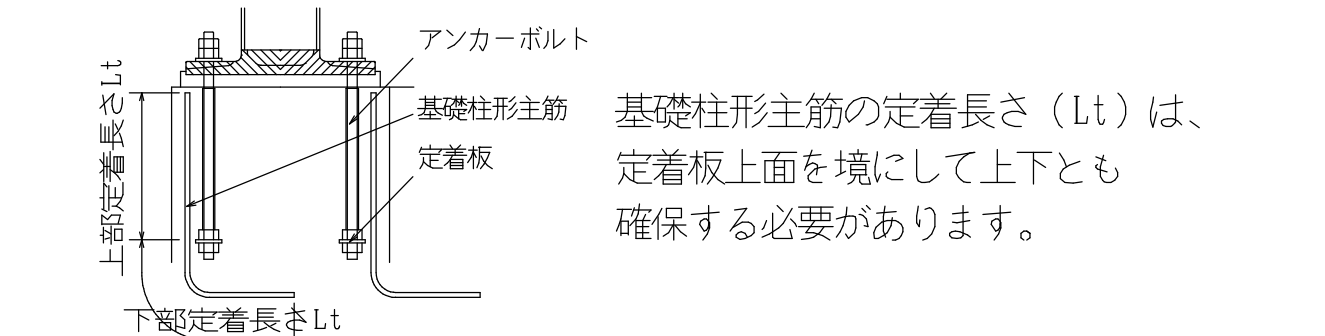 アンカーボルト
基礎柱形主筋
定着板
上部定着長さLt
下部定着長さLt
基礎柱形主筋の定着長さ（Lt）は、
定着板上面を境にして上下とも
確保する必要があります。